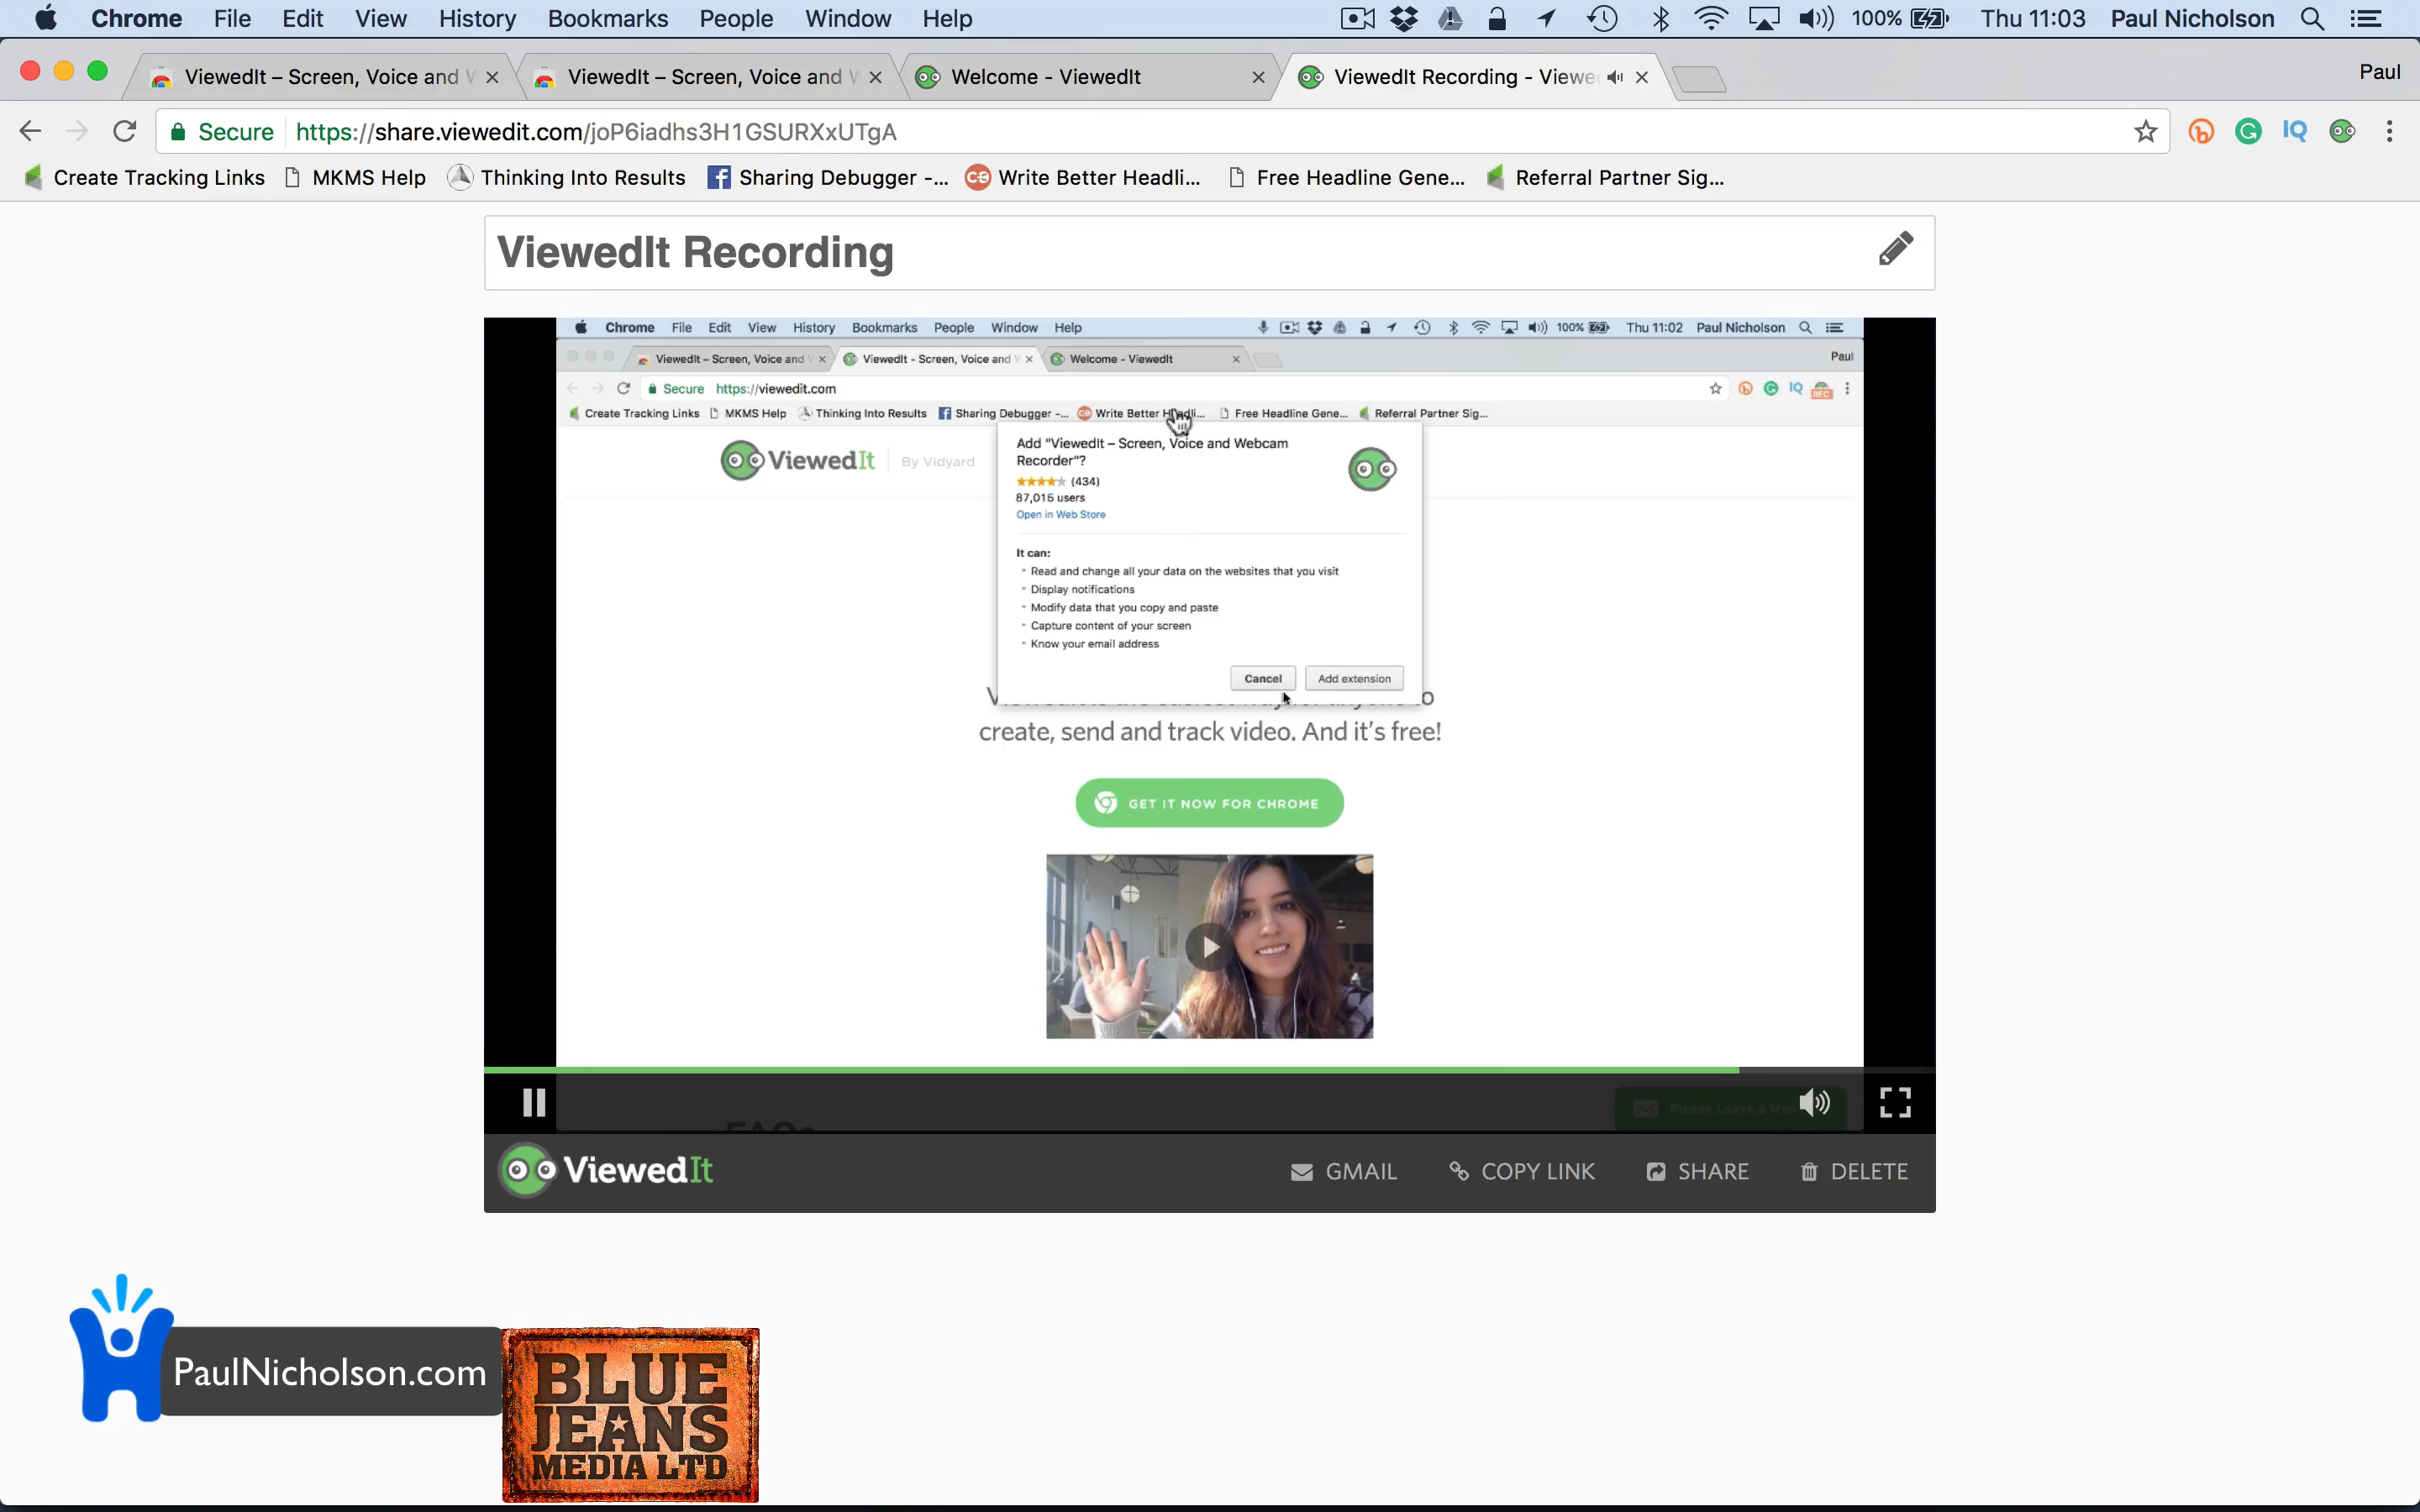 Chrome File Edit View History Bookmarks People Window Help 100% Thu 11:03 Paul Nicholson
ViewedIt – Screen, Voice and ViewedIt – Screen, Voice and Welcome - ViewedIt ViewedIt Recording - Viewe Paul
Secure https://share.viewedit.com/joP6iadhs3H1GSURXxUTgA
Create Tracking Links MKMS Help Thinking Into Results Sharing Debugger -... Write Better Headli... Free Headline Gene... Referral Partner Sig...
ViewedIt Recording
Chrome File Edit View History Bookmarks People Window Help 100% Thu 11:02 Paul Nicholson
ViewedIt – Screen, Voice and ViewedIt - Screen, Voice and Welcome - ViewedIt Paul
Secure https://viewedit.com REC
Create Tracking Links MKMS Help Thinking Into Results Sharing Debugger -... Write Better Headli... Free Headline Gene... Referral Partner Sig...
ViewedIt By Vidyard
Add "ViewedIt – Screen, Voice and Webcam
Recorder"?
(434)
87,015 users
Open in Web Store
It can:
Read and change all your data on the websites that you visit
Display notifications
Modify data that you copy and paste
Capture content of your screen
Know your email address
Cancel Add extension
create, send and track video. And it's free!
GET IT NOW FOR CHROME
Please Leave a
FAQs
ViewedIt GMAIL COPY LINK SHARE DELETE
PaulNicholson.com
BLUE
JEANS
MEDIA LTD